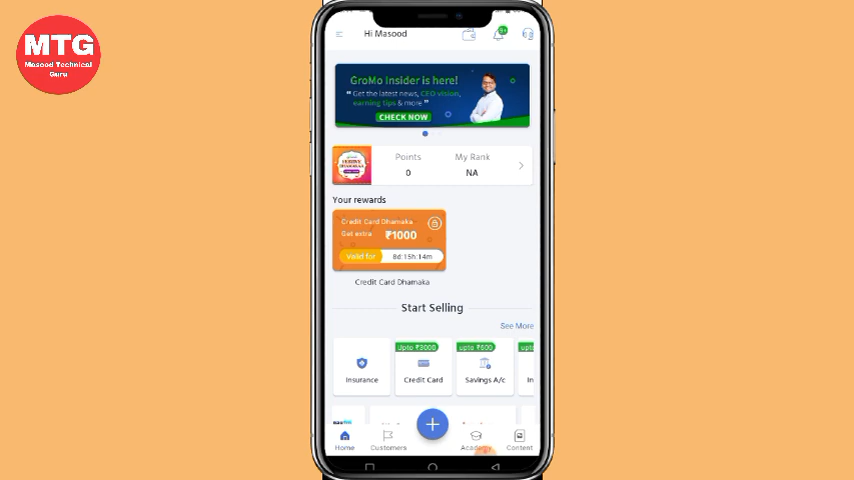 MTG
Masood Technical
Guru
Hi Masood
9+
GroMo Insider is here!
" Get the latest news, CEO vision,
earning tips & more "
CHECK NOW
Points
My Rank
0
NA
Your rewards
Credit Card Dhamaka
Get extra ₹1000
Valid for 8d:15h:14m
Credit Card Dhamaka
Start Selling
See More
Upto ₹3000
upto ₹500
upto
Insurance
Credit Card
Savings A/c
In
Home
Customers
Academy
Content